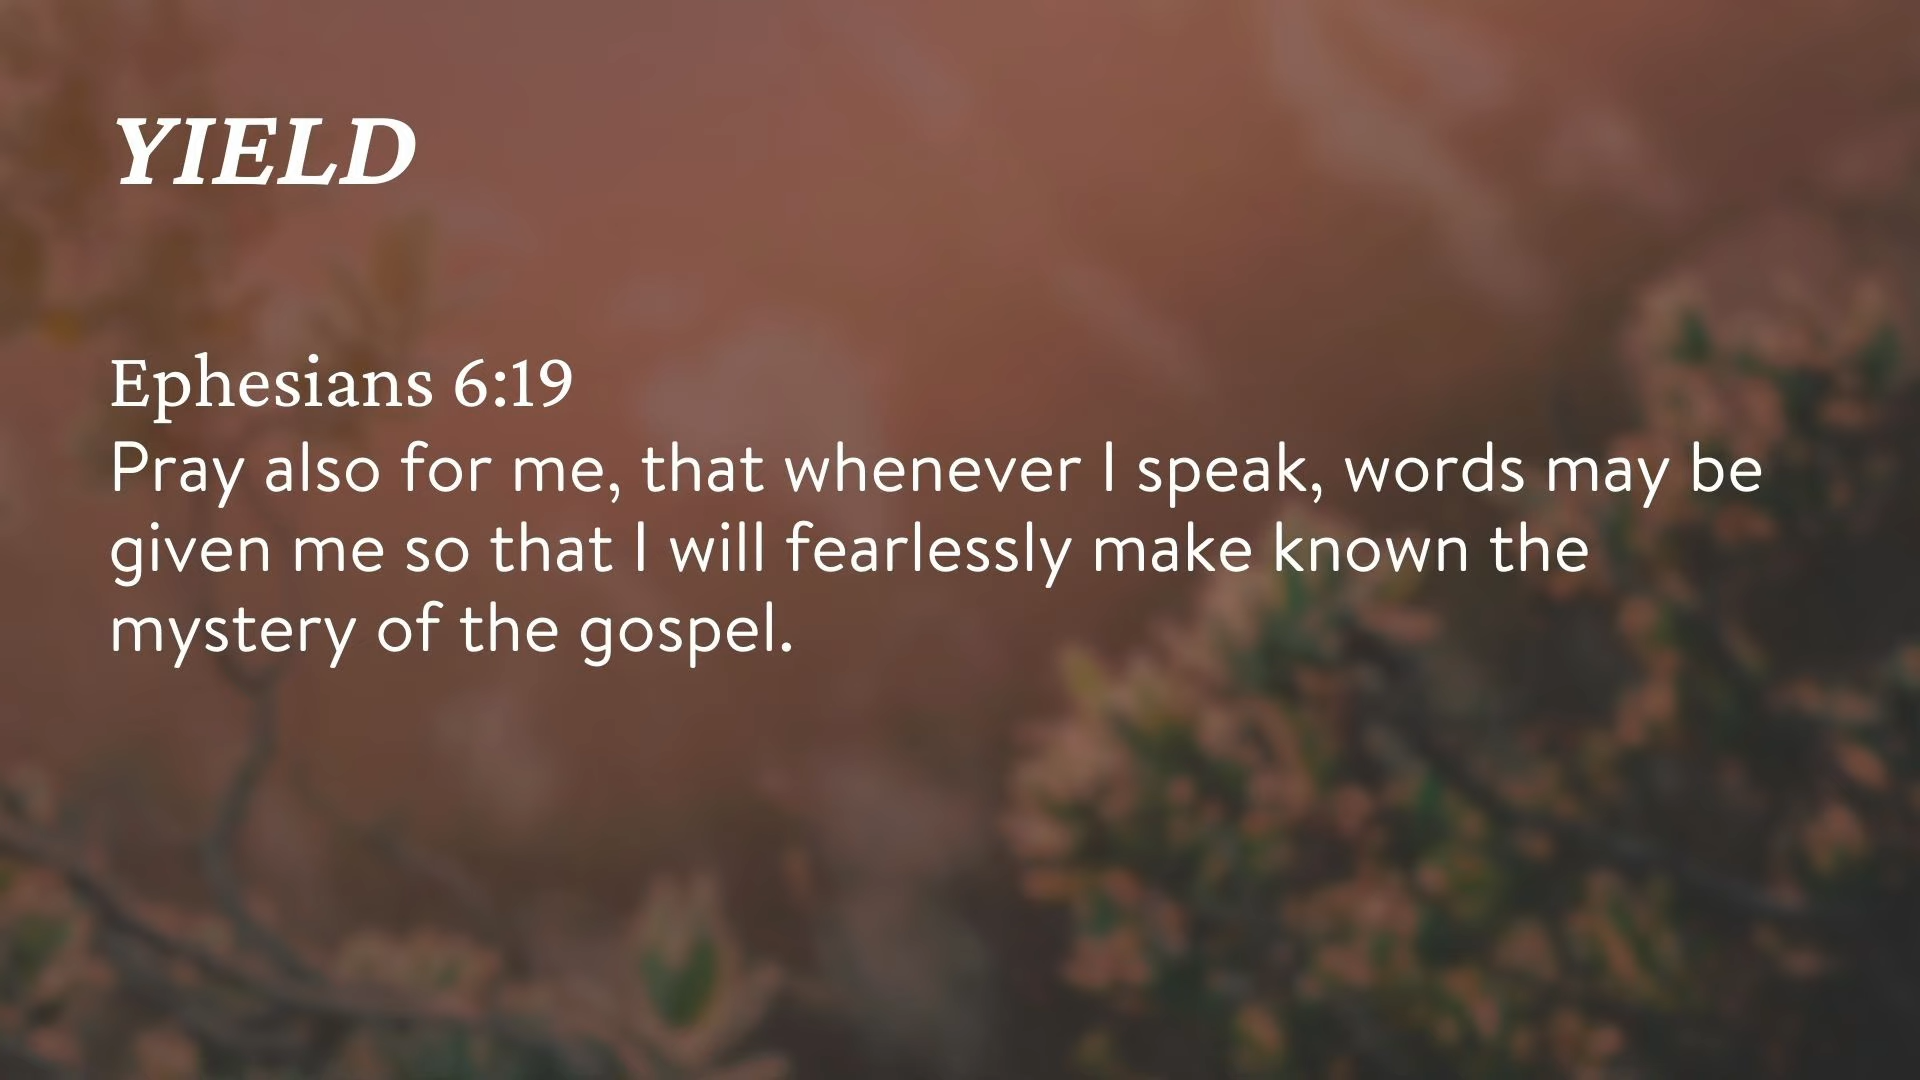 YIELD
Ephesians 6:19
Pray also for me, that whenever I speak, words may be
given me so that I will fearlessly make known the
mystery of the gospel.